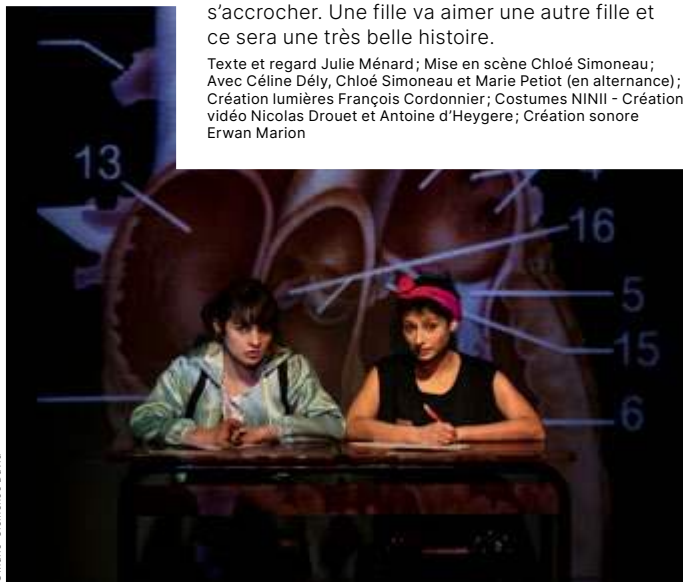 s’accrocher. Une fille va aimer une autre fille et
ce sera une très belle histoire.
Texte et regard Julie Ménard; Mise en scène Chloé Simoneau;
Avec Céline Dély, Chloé Simoneau et Marie Petiot (en alternance);
Création lumières François Cordonnier; Costumes NINII - Création
vidéo Nicolas Drouet et Antoine d’Heygere; Création sonore
Erwan Marion
13
16
5
15
6